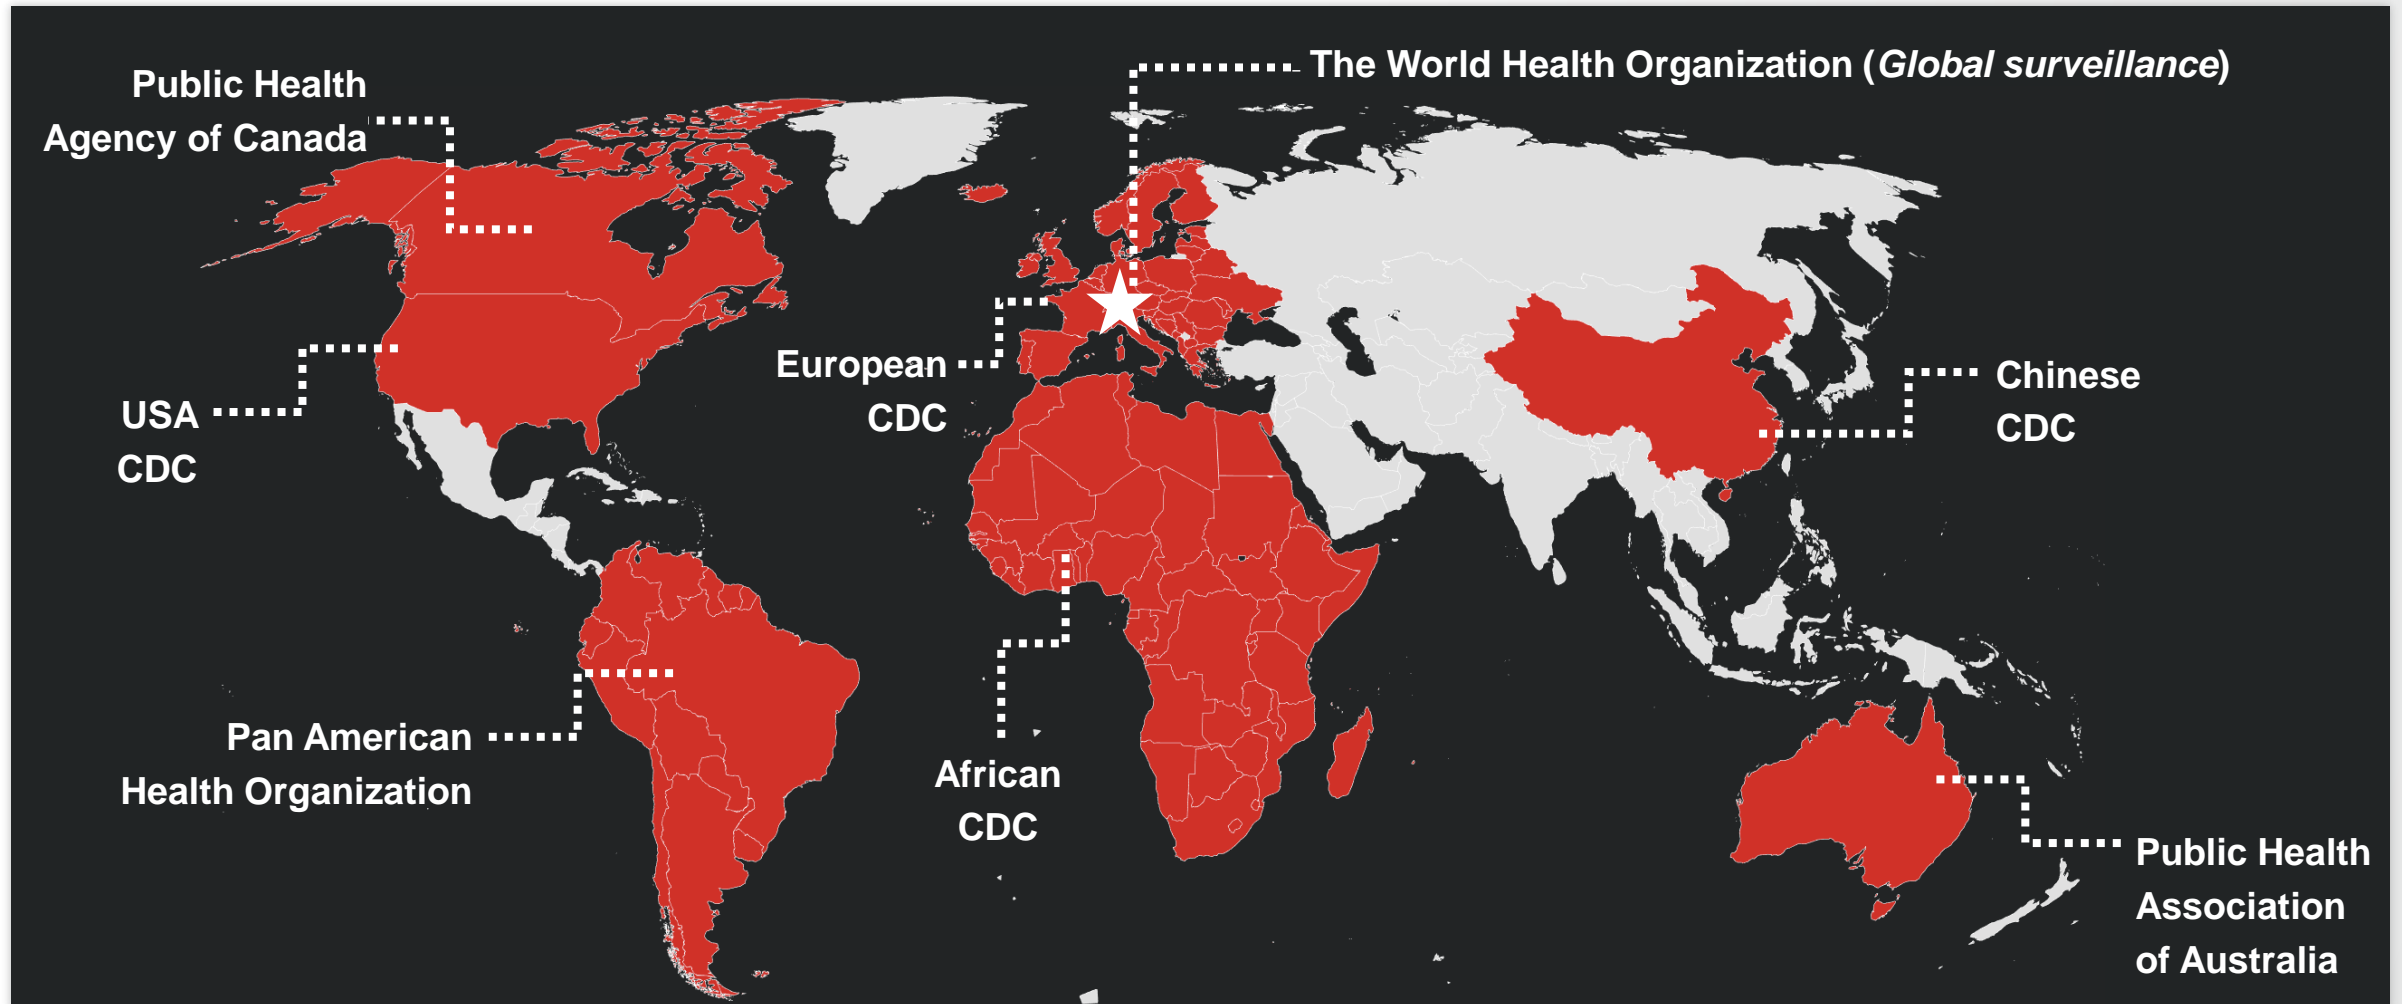 The World Health Organization (Global surveillance)
Public Health
Agency of Canada
European
CDC
Chinese
CDC
USA
CDC
Pan American
Health Organization
African
CDC
Public Health
Association
of Australia